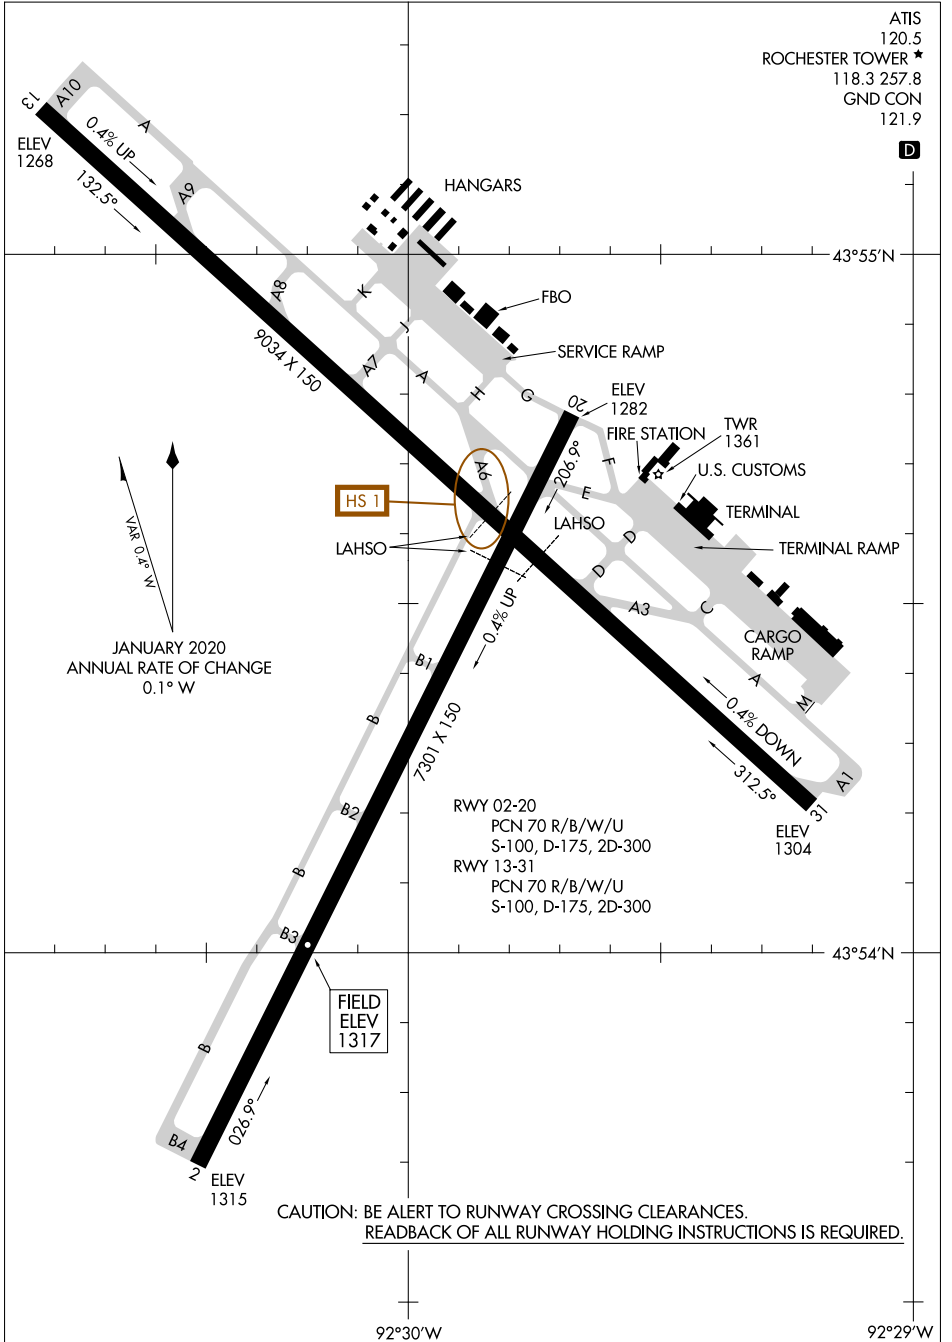 ATIS
120.5
ROCHESTER TOWER ★
118.3 257.8
GND CON
121.9
D
13
A10
A
ELEV
1268
0.4% UP
132.5°
A9
HANGARS
43°55'N
A8
K
FBO
J
9034 X 150
SERVICE RAMP
A7
A
H
G
20
ELEV
1282
FIRE STATION
TWR
1361
F
U.S. CUSTOMS
A6
206.9°
HS 1
E
TERMINAL
LAHSO
LAHSO
D
TERMINAL RAMP
VAR 0.4° W
D
0.4% UP
A3
C
JANUARY 2020
ANNUAL RATE OF CHANGE
0.1° W
CARGO
RAMP
B1
A
M
B
7301 X 150
0.4% DOWN
312.5°
A1
31
ELEV
1304
B2
RWY 02-20
PCN 70 R/B/W/U
S-100, D-175, 2D-300
RWY 13-31
PCN 70 R/B/W/U
S-100, D-175, 2D-300
B
B3
43°54'N
FIELD
ELEV
1317
B
026.9°
B4
2
ELEV
1315
CAUTION: BE ALERT TO RUNWAY CROSSING CLEARANCES.
READBACK OF ALL RUNWAY HOLDING INSTRUCTIONS IS REQUIRED.
92°30'W
92°29'W